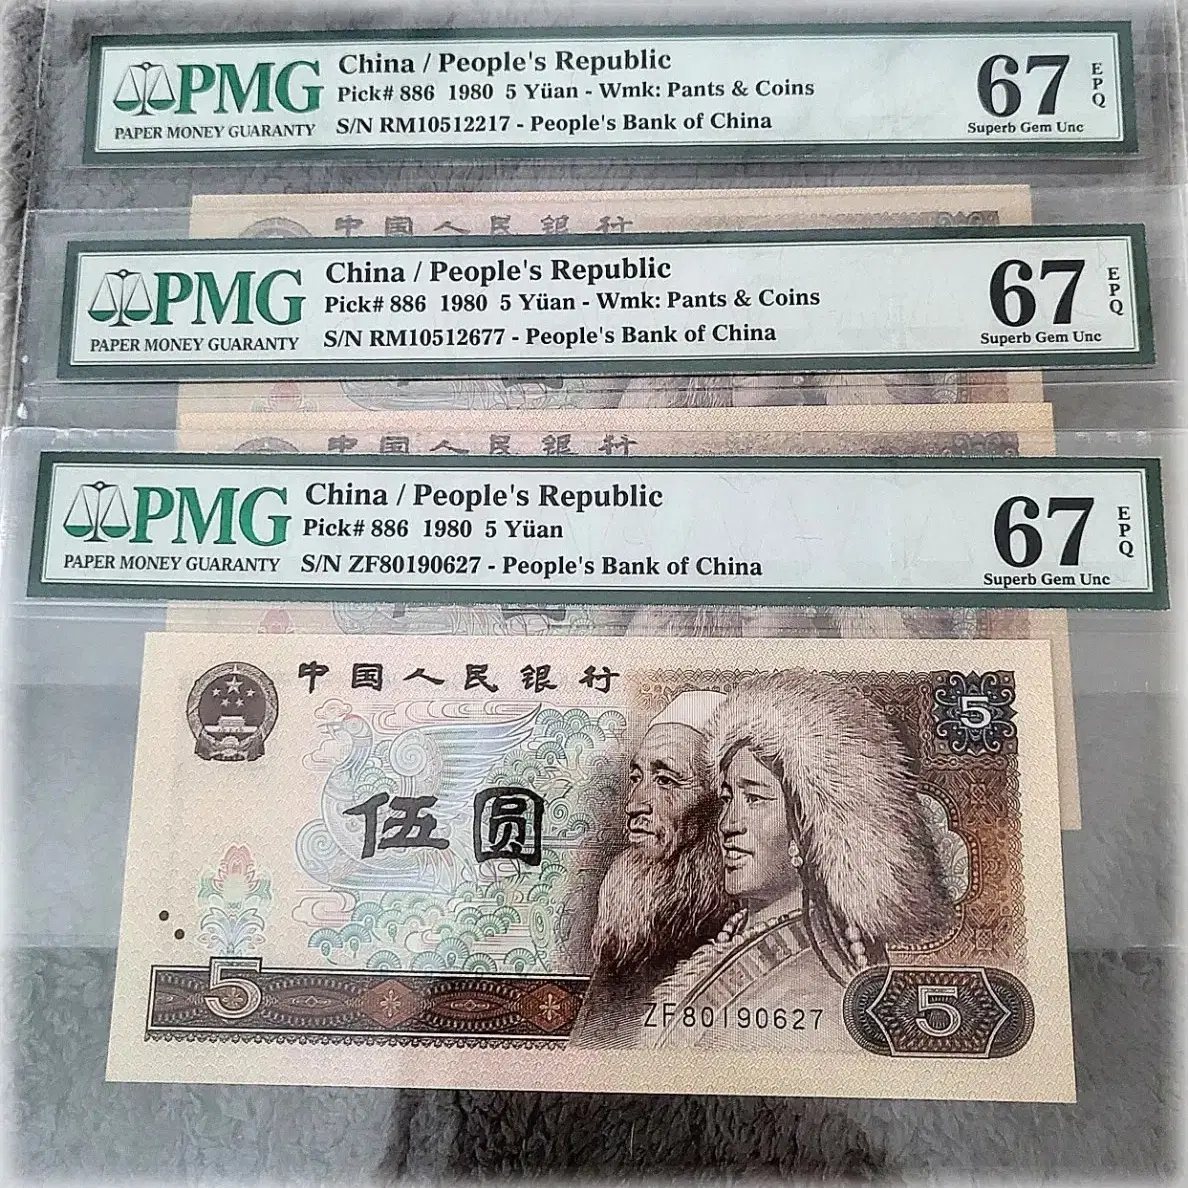 PMG
PAPER MONEY GUARANTY
China / People's Republic
Pick# 886 1980 5 Yüan - Wmk: Pants & Coins
S/N RM10512217 - People's Bank of China
67
EPQ
Superb Gem Unc
中国人民银行
PMG
PAPER MONEY GUARANTY
China / People's Republic
Pick# 886 1980 5 Yüan - Wmk: Pants & Coins
S/N RM10512677 - People's Bank of China
67
EPQ
Superb Gem Unc
中国人民银行
PMG
PAPER MONEY GUARANTY
China / People's Republic
Pick# 886 1980 5 Yüan
S/N ZF80190627 - People's Bank of China
67
EPQ
Superb Gem Unc
中国人民银行
5
伍圆
5
ZF80190627
5